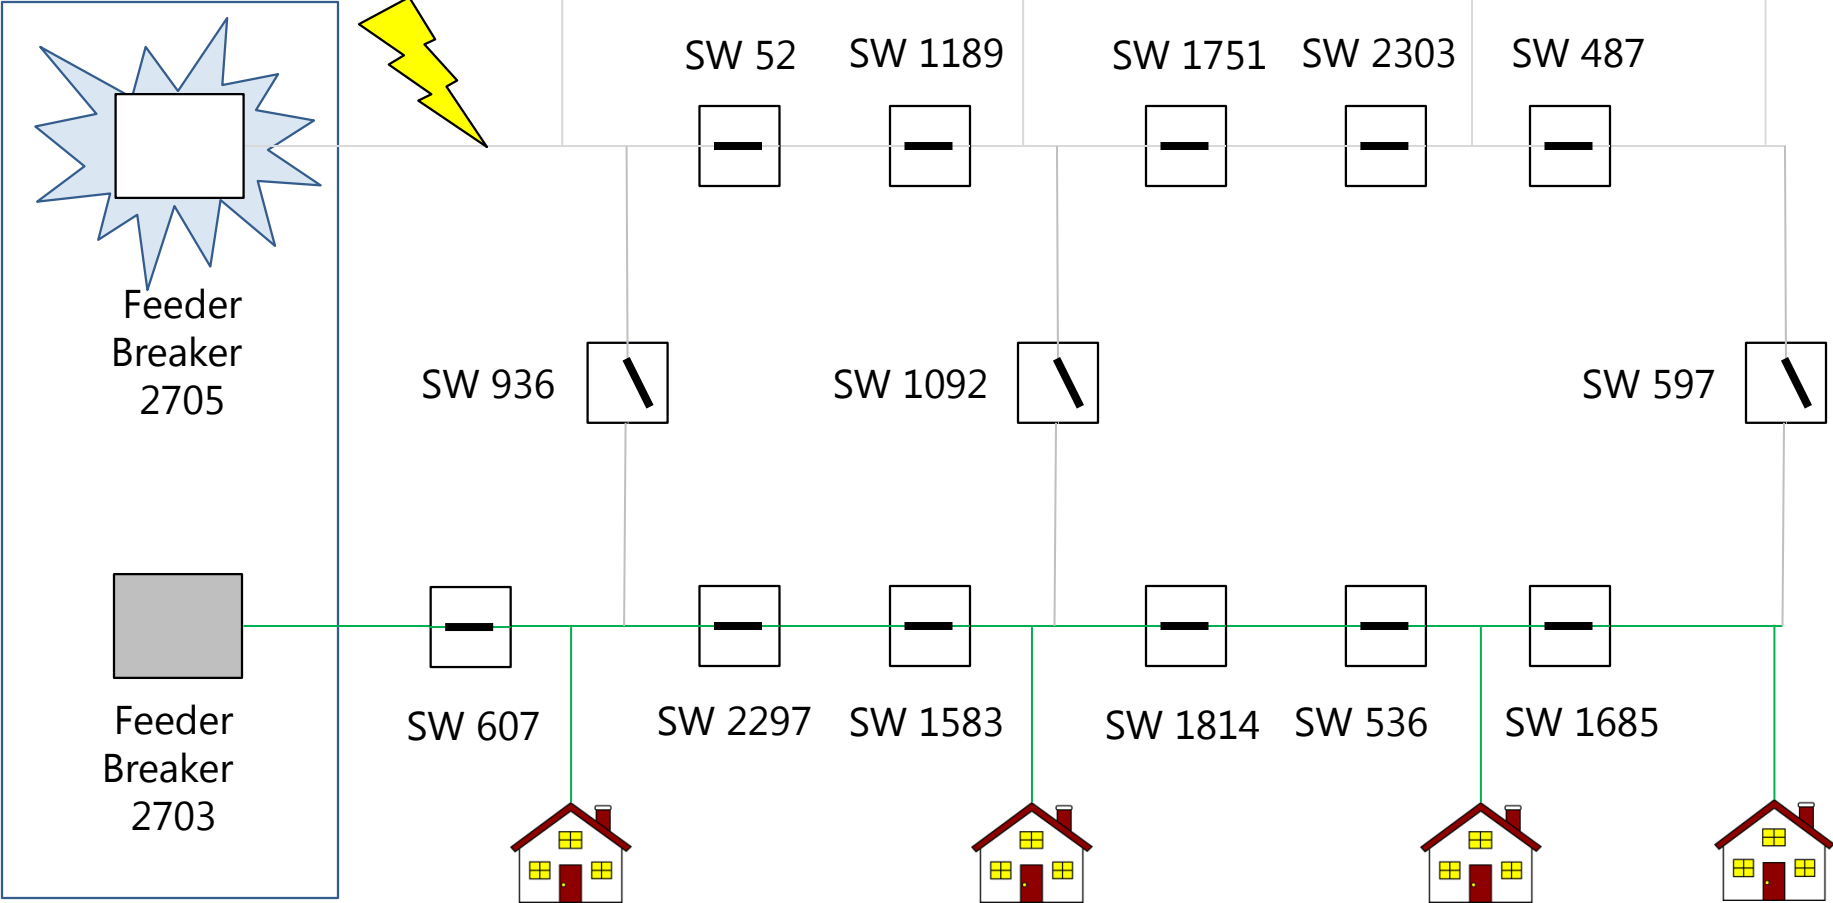 SW 52
SW 1189
SW 1751
SW 2303
SW 487
Feeder
Breaker
2705
SW 936
SW 1092
SW 597
Feeder
Breaker
2703
SW 607
SW 2297
SW 1583
SW 1814
SW 536
SW 1685